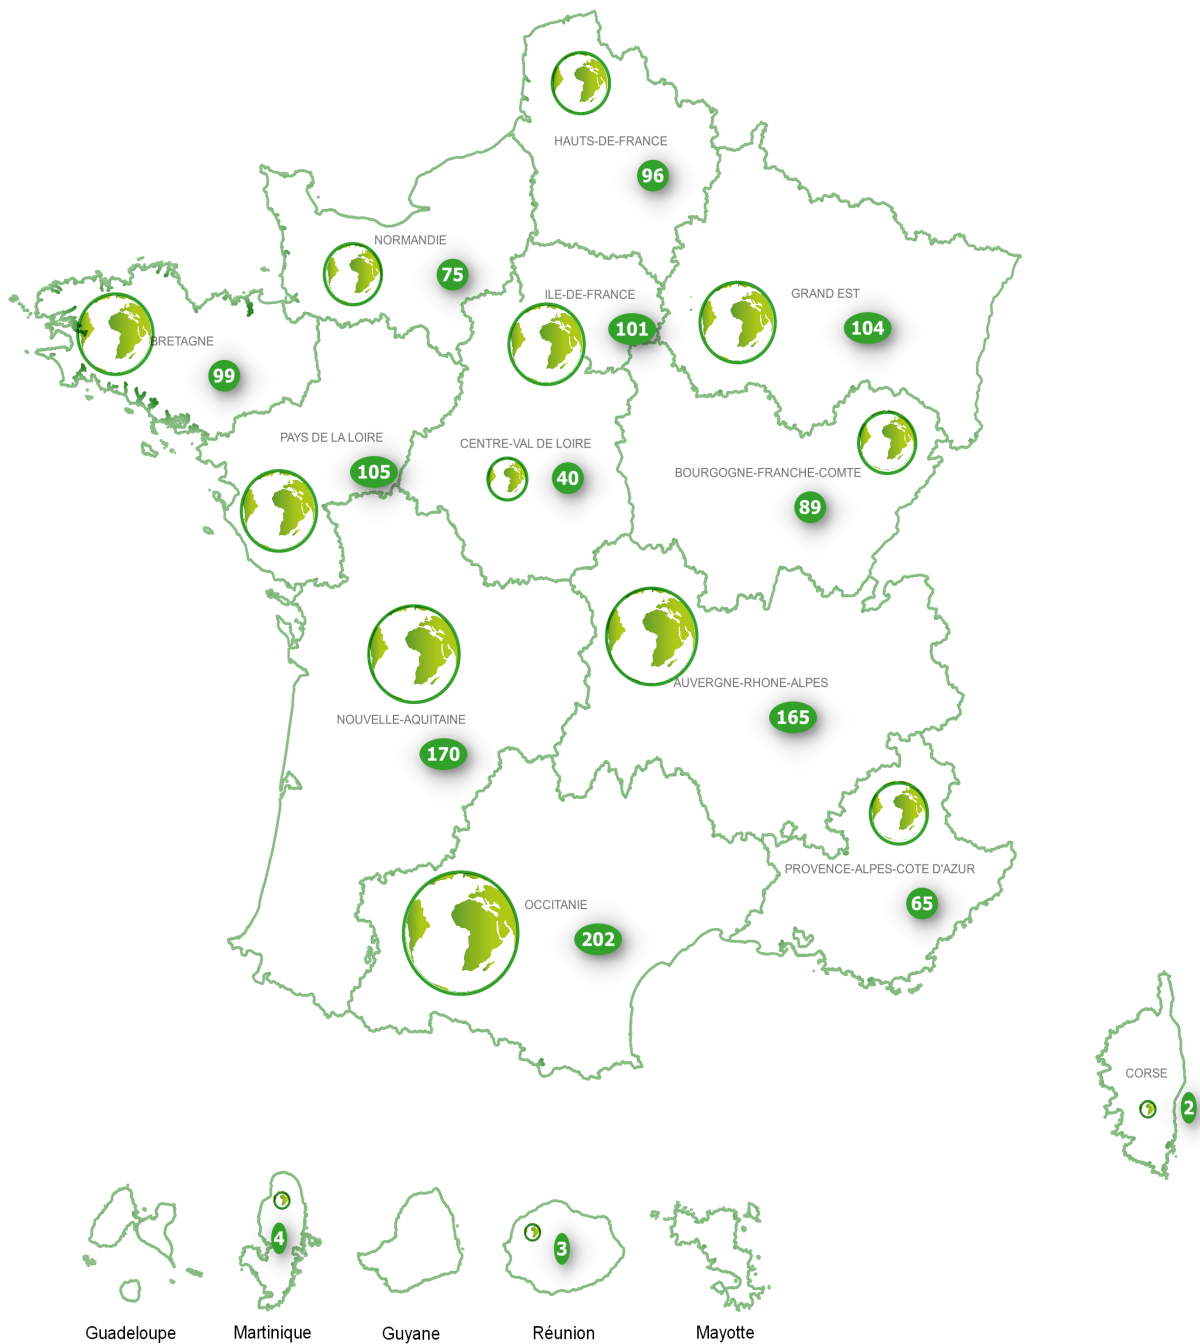 HAUTS-DE-FRANCE
96
NORMANDIE
75
ILE-DE-FRANCE
101
GRAND EST
104
BRETAGNE
99
PAYS DE LA LOIRE
105
CENTRE-VAL DE LOIRE
40
BOURGOGNE-FRANCHE-COMTE
89
AUVERGNE-RHONE-ALPES
165
NOUVELLE-AQUITAINE
170
PROVENCE-ALPES-COTE D'AZUR
65
OCCITANIE
202
CORSE
2
4
3
Guadeloupe
Martinique
Guyane
Réunion
Mayotte